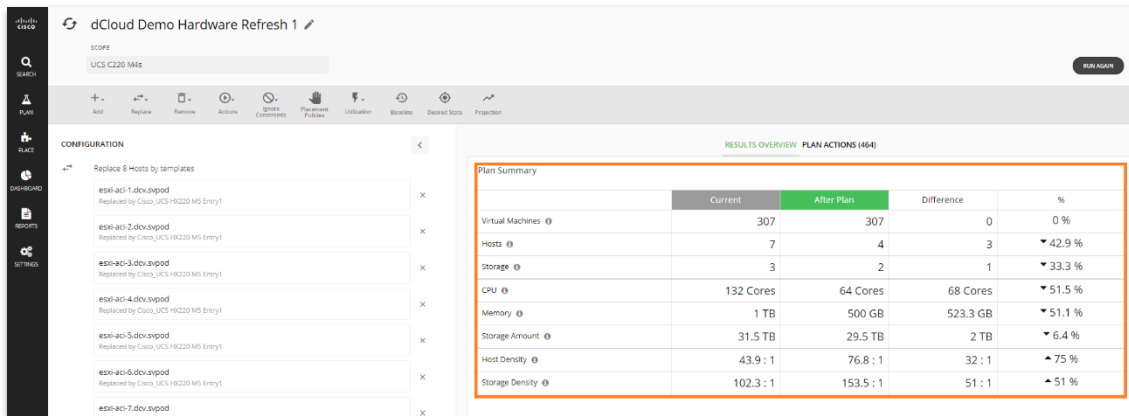 CISCO
dCloud Demo Hardware Refresh 1
SCOPE
UCS C220 M4s
RUN AGAIN
SEARCH
PLAN
PLACE
DASHBOARD
REPORTS
SETTINGS
Add Replace Remove Actions Ignore Constraints Placement Policies Utilization Baseline Desired State Projection
CONFIGURATION
Replace 8 Hosts by templates
esxi-aci-1.dcv.svpod
Replaced by Cisco_UCS HX220 M5 Entry1
esxi-aci-2.dcv.svpod
Replaced by Cisco_UCS HX220 M5 Entry1
esxi-aci-3.dcv.svpod
Replaced by Cisco_UCS HX220 M5 Entry1
esxi-aci-4.dcv.svpod
Replaced by Cisco_UCS HX220 M5 Entry1
esxi-aci-5.dcv.svpod
Replaced by Cisco_UCS HX220 M5 Entry1
esxi-aci-6.dcv.svpod
Replaced by Cisco_UCS HX220 M5 Entry1
esxi-aci-7.dcv.svpod
RESULTS OVERVIEW PLAN ACTIONS (464)
Plan Summary
Current After Plan Difference %
Virtual Machines 307 307 0 0 %
Hosts 7 4 3 42.9 %
Storage 3 2 1 33.3 %
CPU 132 Cores 64 Cores 68 Cores 51.5 %
Memory 1 TB 500 GB 523.3 GB 51.1 %
Storage Amount 31.5 TB 29.5 TB 2 TB 6.4 %
Host Density 43.9 : 1 76.8 : 1 32 : 1 75 %
Storage Density 102.3 : 1 153.5 : 1 51 : 1 51 %